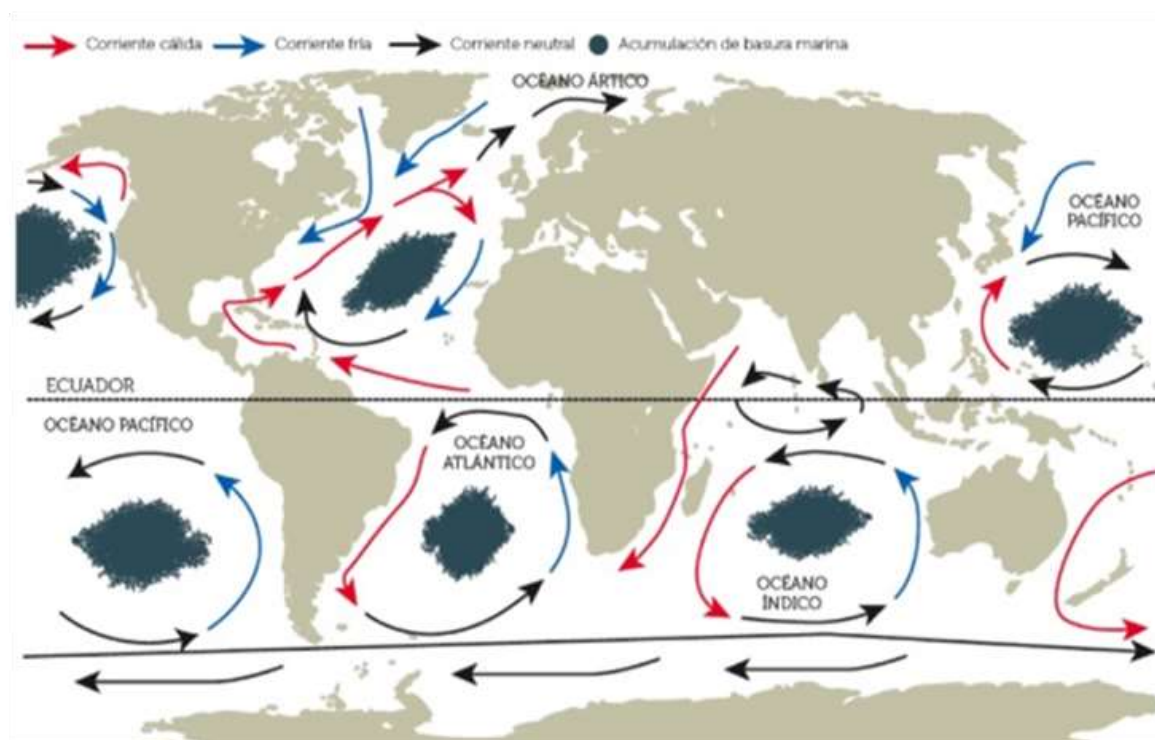 Corriente cálida Corriente fría Corriente neutral Acumulación de basura marina
OCÉANO ÁRTICO
OCÉANO
PACÍFICO
ECUADOR
OCÉANO PACÍFICO
OCÉANO
ATLÁNTICO
OCÉANO
ÍNDICO